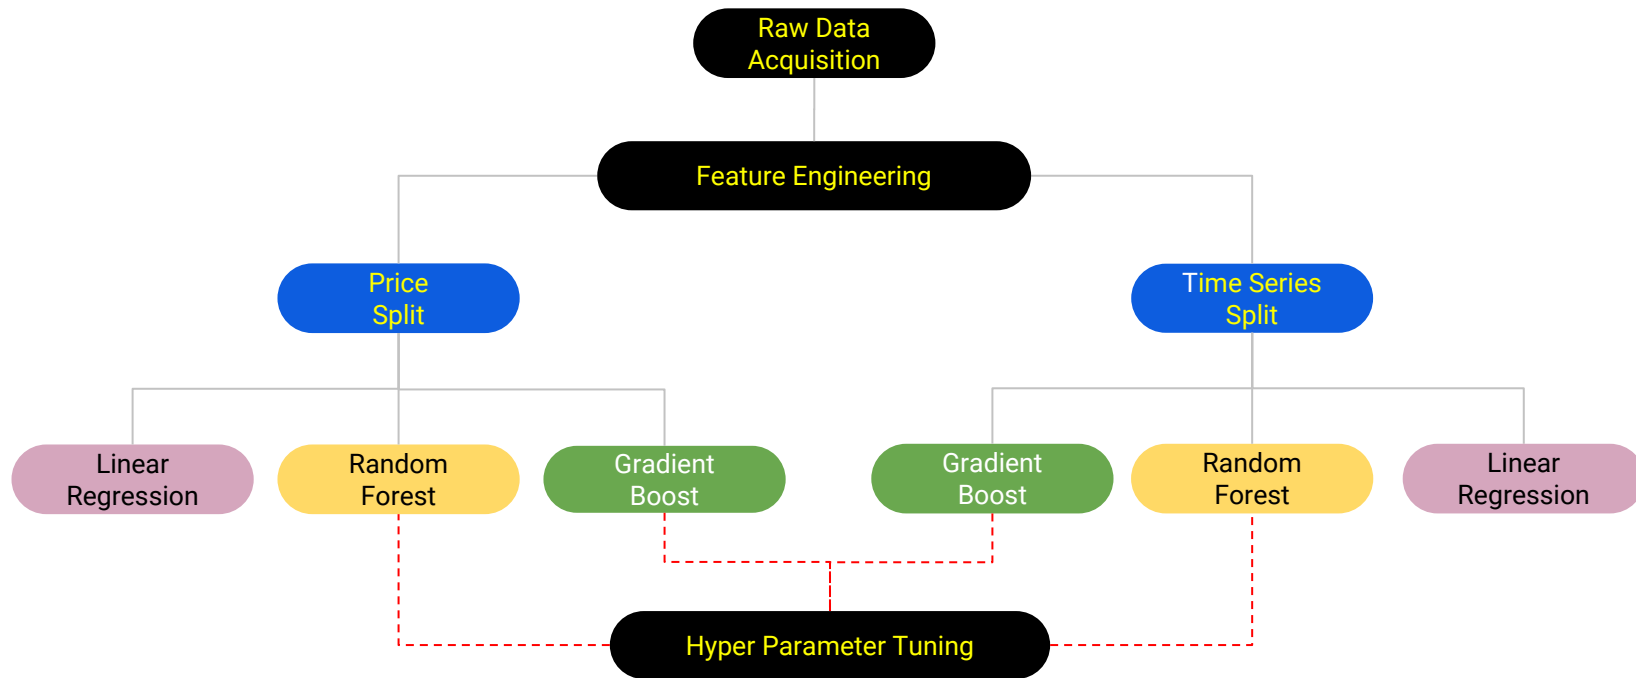 Raw Data
Acquisition
Feature Engineering
Price
Split
Time Series
Split
Linear
Regression
Random
Forest
Gradient
Boost
Gradient
Boost
Random
Forest
Linear
Regression
Hyper Parameter Tuning